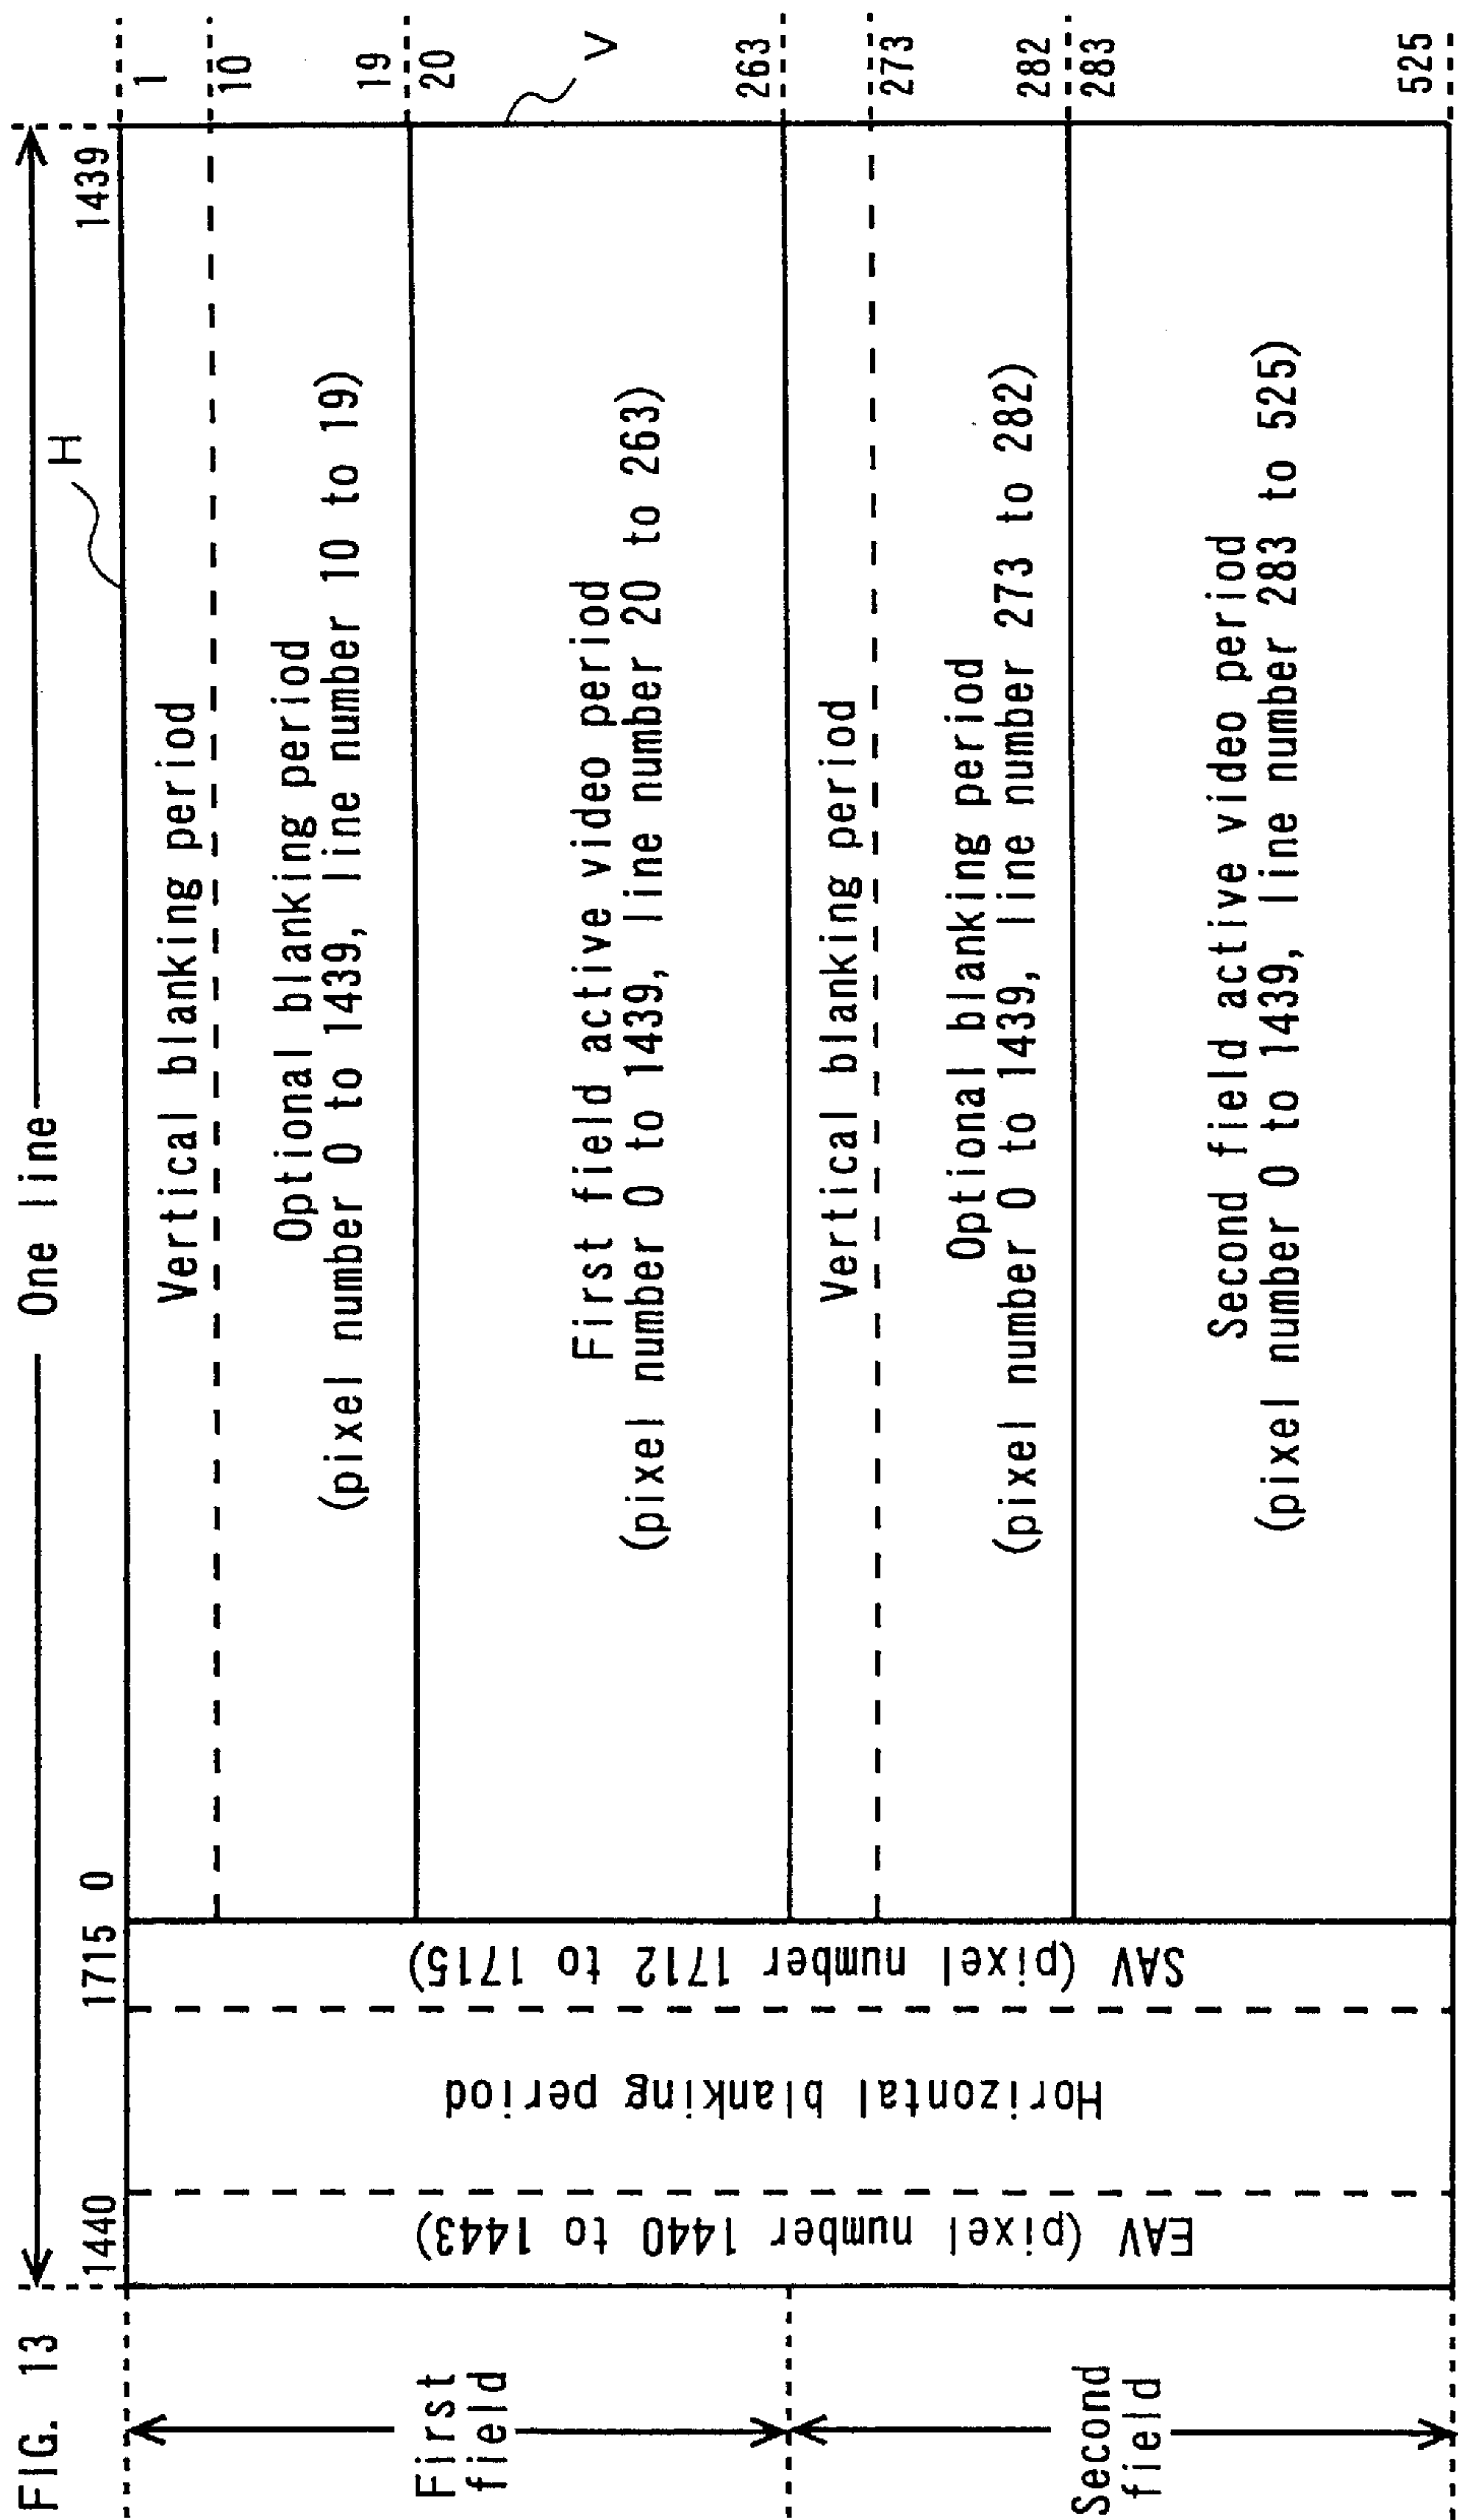 FIG. 13
One line
1440
1715
0
1439
H
EAV (pixel number 1440 to 1443)
Horizontal blanking period
SAV (pixel number 1712 to 1715)
First
field
Second
field
Vertical blanking period
Optional blanking period
(pixel number 0 to 1439, line number 10 to 19)
First field active video period
(pixel number 0 to 1439, line number 20 to 263)
Vertical blanking period
Optional blanking period
(pixel number 0 to 1439, line number 273 to 282)
Second field active video period
(pixel number 0 to 1439, line number 283 to 525)
1
10
19
20
V
263
273
282
283
525